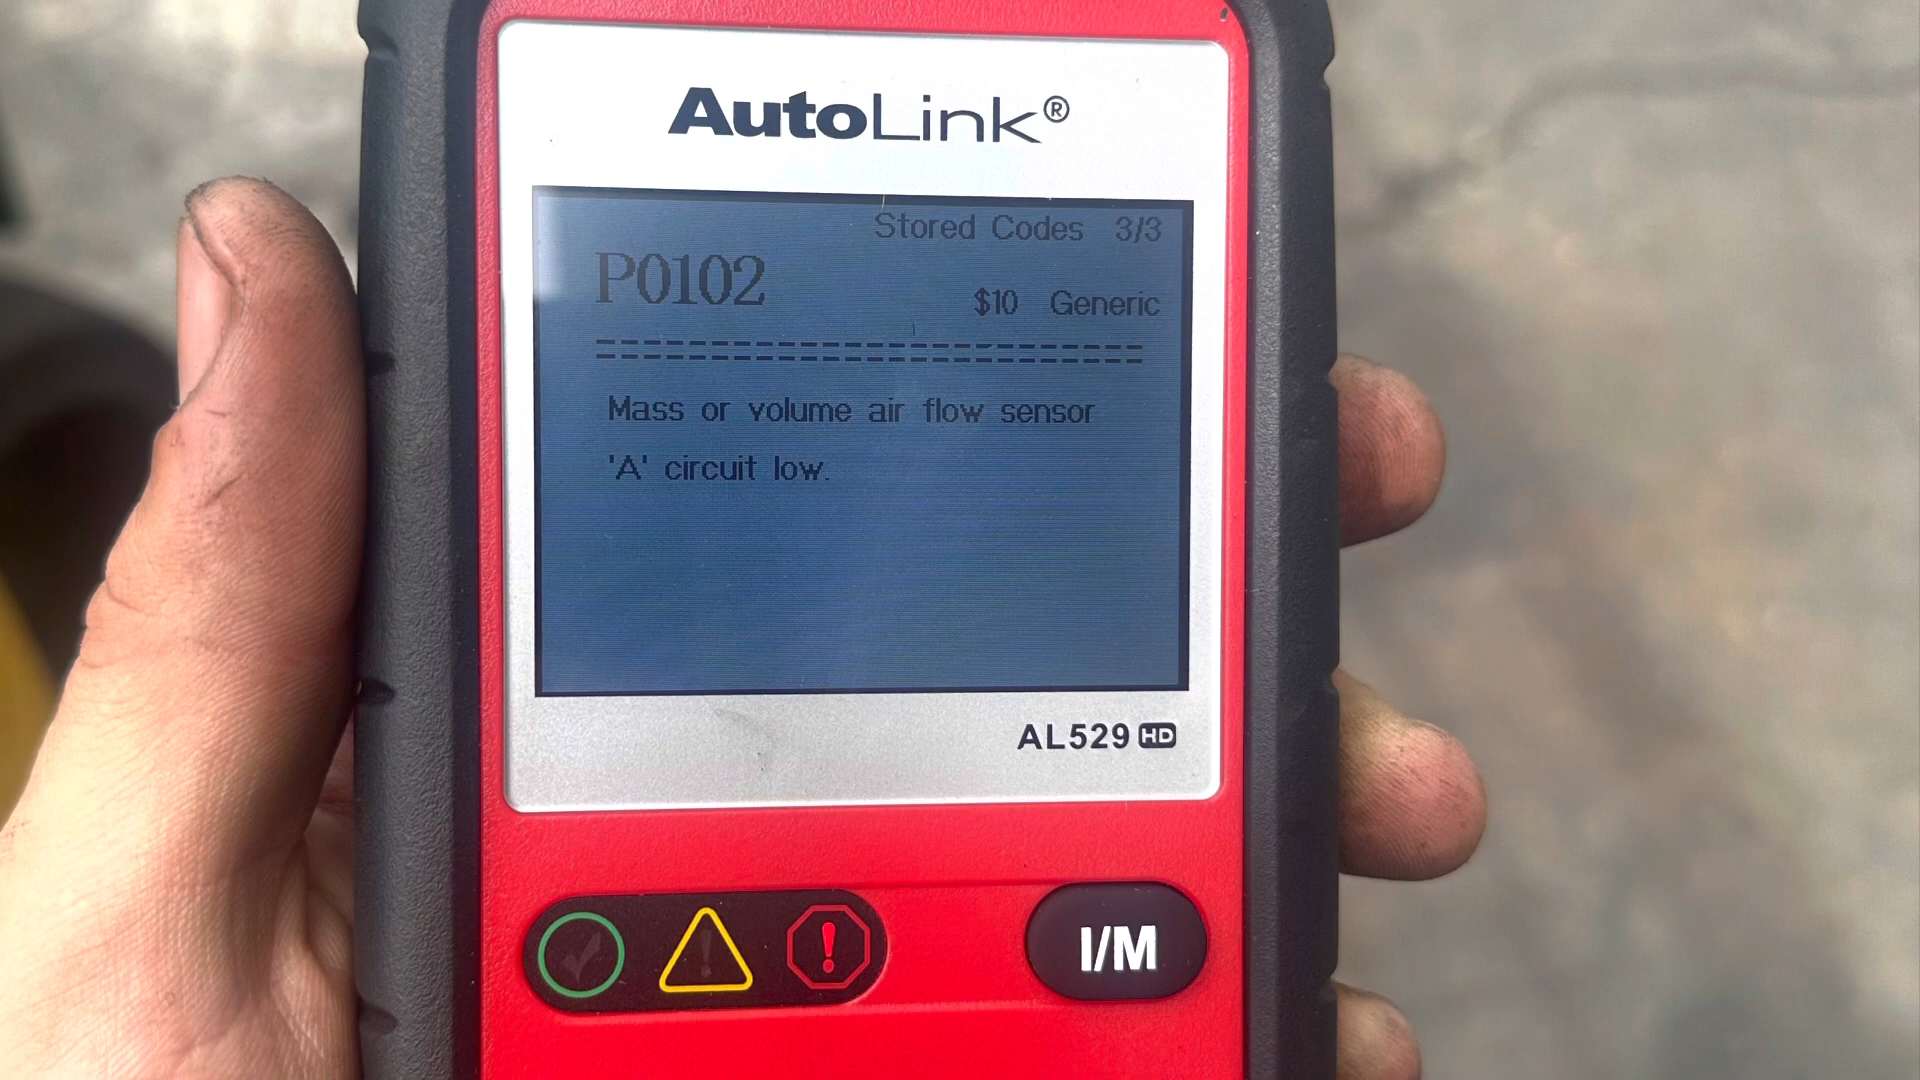 AutoLink®
Stored Codes 3/3
P0102
$10 Generic
==========================
Mass or volume air flow sensor
'A' circuit low.
AL529 HD
I/M